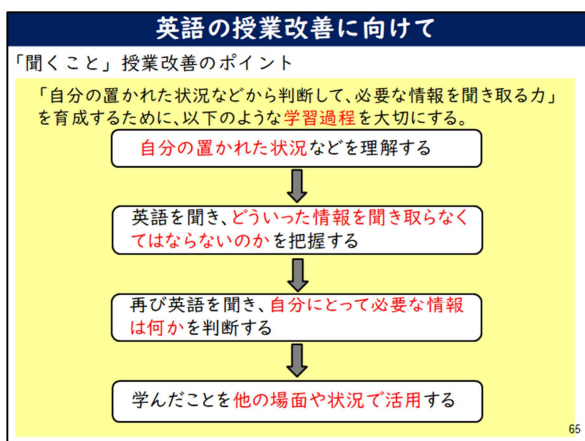 英語の授業改善に向けて
「聞くこと」授業改善のポイント
「自分の置かれた状況などから判断して、必要な情報を聞き取る力」
を育成するために、以下のような学習過程を大切にする。
自分の置かれた状況などを理解する
英語を聞き、どういった情報を聞き取らなく
てはならないのかを把握する
再び英語を聞き、自分にとって必要な情報
は何かを判断する
学んだことを他の場面や状況で活用する
65